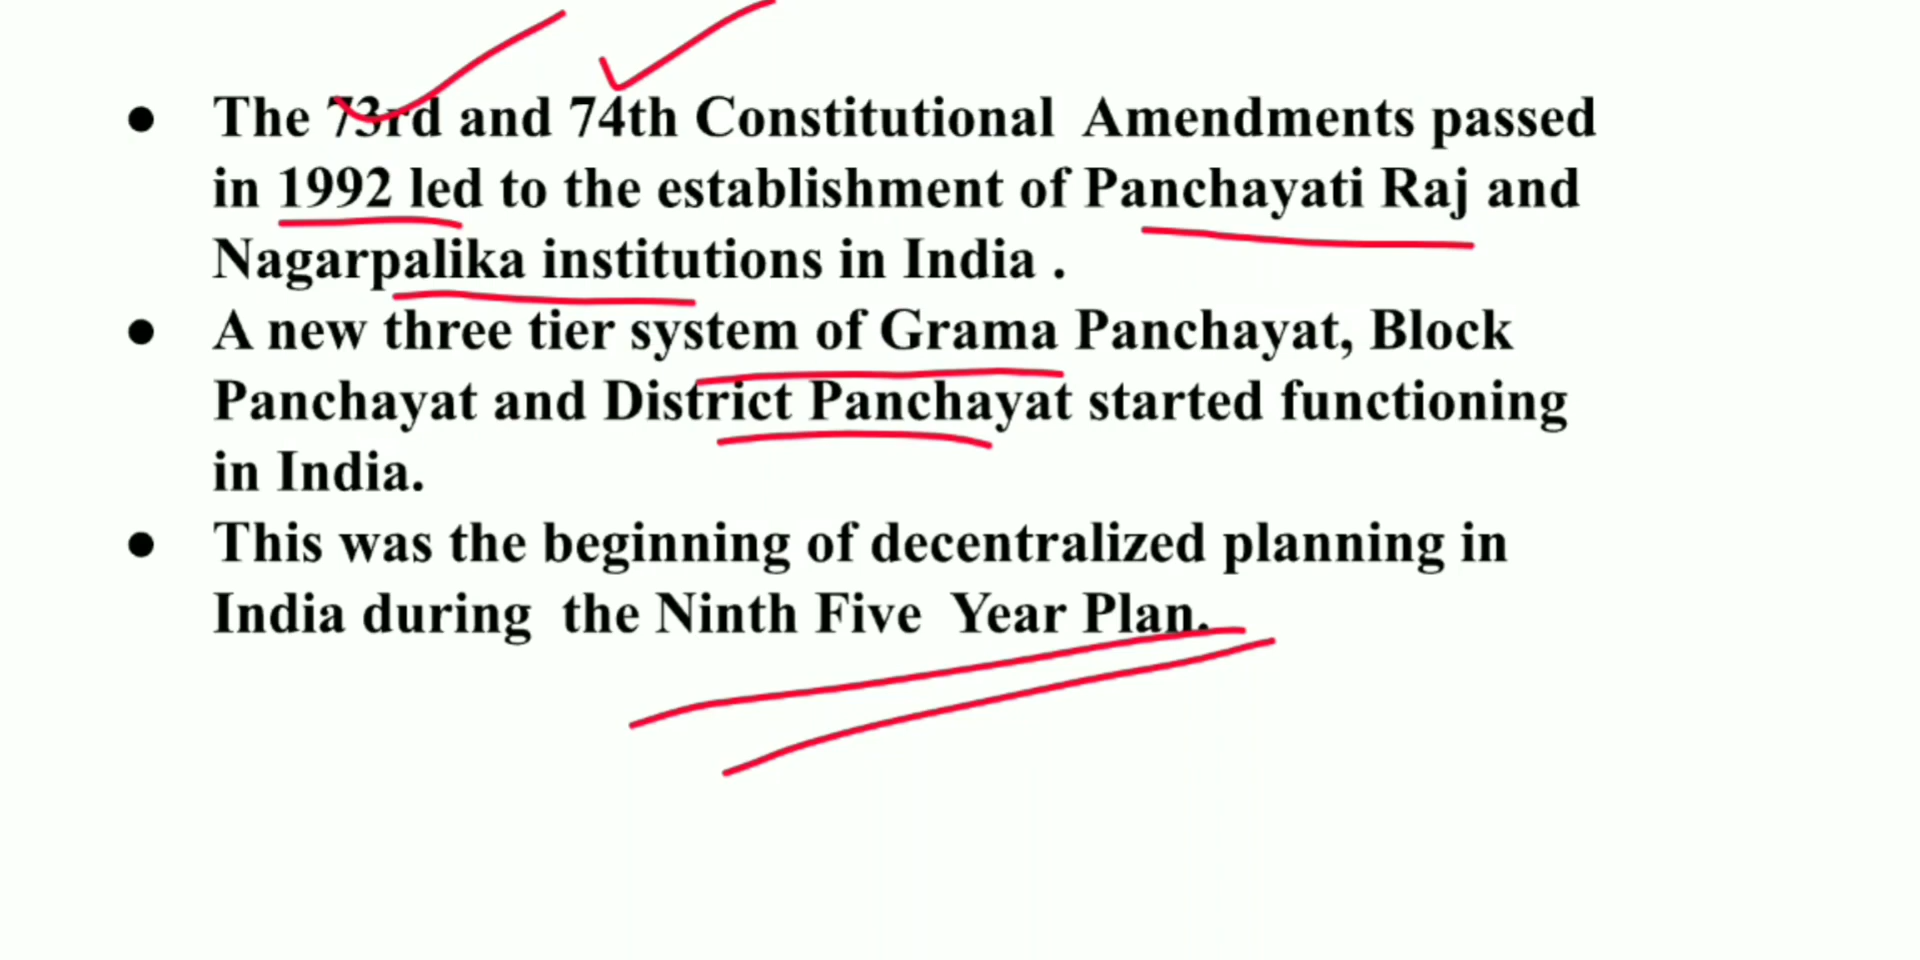 ● The 73rd and 74th Constitutional Amendments passed
in 1992 led to the establishment of Panchayati Raj and
Nagarpalika institutions in India .
● A new three tier system of Grama Panchayat, Block
Panchayat and District Panchayat started functioning
in India.
● This was the beginning of decentralized planning in
India during the Ninth Five Year Plan.